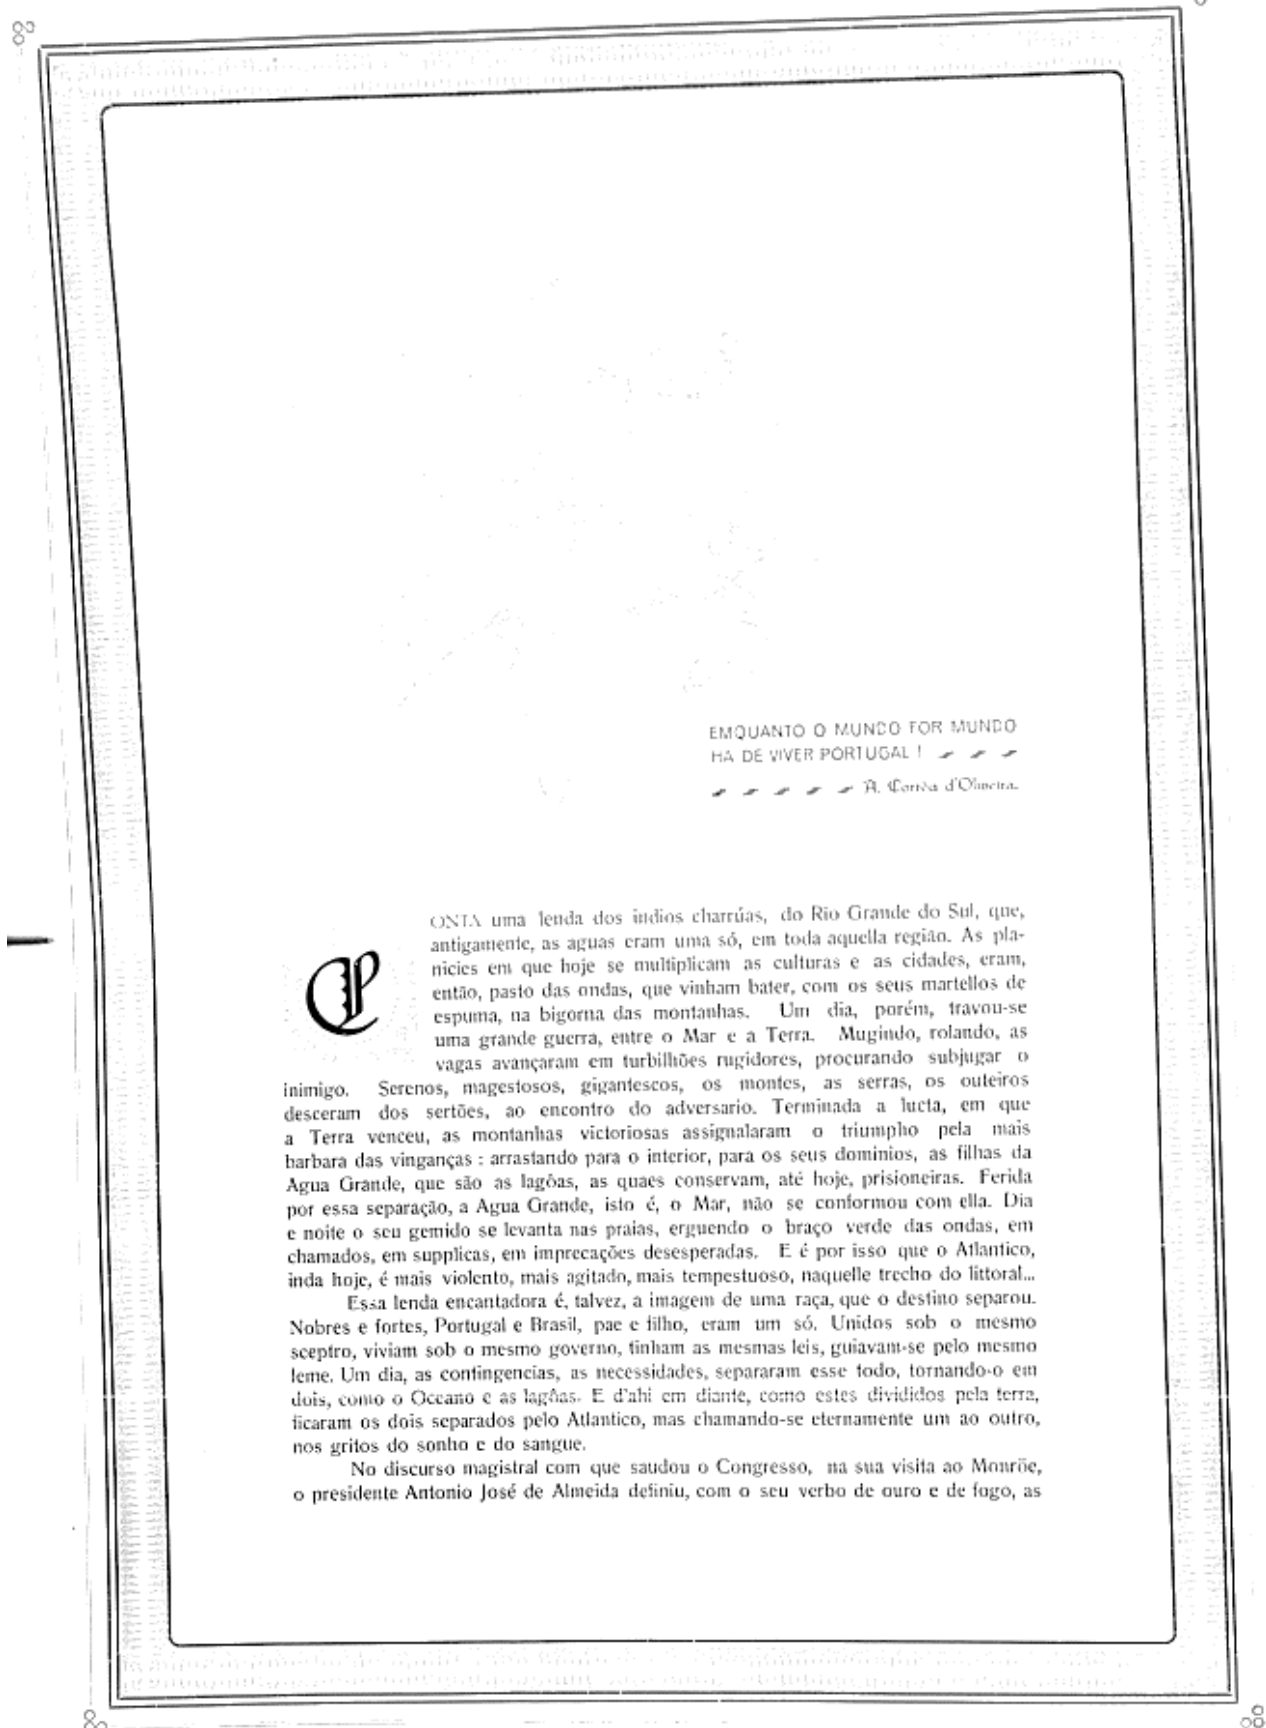 EMQUANTO O MUNDO FOR MUNDO
HA DE VIVER PORTUGAL !
A. Corrêa d'Oliveira.
CONTA uma lenda dos indios charrúas, do Rio Grande do Sul, que,
antigamente, as aguas eram uma só, em toda aquella região. As pla-
nicies em que hoje se multiplicam as culturas e as cidades, eram,
então, pasto das ondas, que vinham bater, com os seus martellos de
espuma, na bigorna das montanhas. Um dia, porém, travou-se
uma grande guerra, entre o Mar e a Terra. Mugindo, rolando, as
vagas avançaram em turbilhões rugidores, procurando subjugar o
inimigo. Serenos, magestosos, gigantescos, os montes, as serras, os outeiros
desceram dos sertões, ao encontro do adversario. Terminada a lucta, em que
a Terra venceu, as montanhas victoriosas assignalaram o triumpho pela mais
barbara das vinganças : arrastando para o interior, para os seus dominios, as filhas da
Agua Grande, que são as lagôas, as quaes conservam, até hoje, prisioneiras. Ferida
por essa separação, a Agua Grande, isto é, o Mar, não se conformou com ella. Dia
e noite o seu gemido se levanta nas praias, erguendo o braço verde das ondas, em
chamados, em supplicas, em imprecações desesperadas. E é por isso que o Atlantico,
inda hoje, é mais violento, mais agitado, mais tempestuoso, naquelle trecho do littoral...
Essa lenda encantadora é, talvez, a imagem de uma raça, que o destino separou.
Nobres e fortes, Portugal e Brasil, pae e filho, eram um só. Unidos sob o mesmo
sceptro, viviam sob o mesmo governo, tinham as mesmas leis, guiavam-se pelo mesmo
leme. Um dia, as contingencias, as necessidades, separaram esse todo, tornando-o em
dois, como o Oceano e as lagôas. E d'ahi em diante, como estes divididos pela terra,
ficaram os dois separados pelo Atlantico, mas chamando-se eternamente um ao outro,
nos gritos do sonho e do sangue.
No discurso magistral com que saudou o Congresso, na sua visita ao Monröe,
o presidente Antonio José de Almeida definiu, com o seu verbo de ouro e de fogo, as